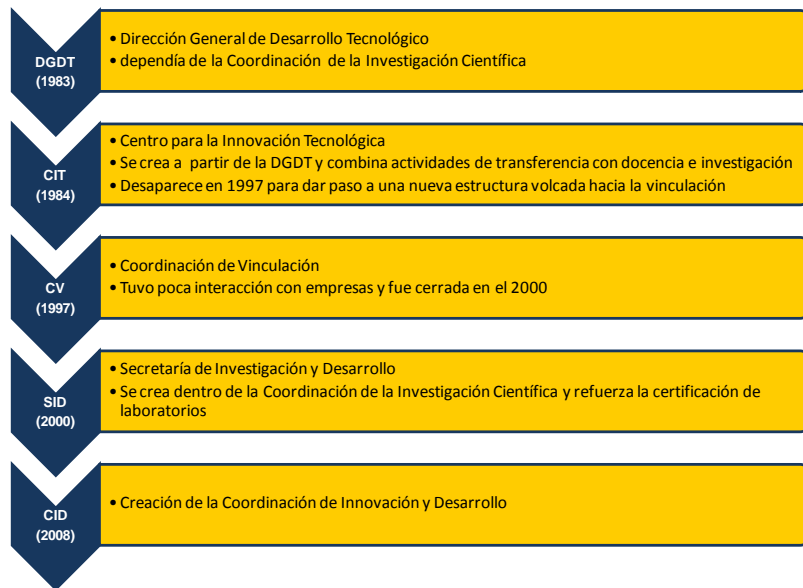 DGDT
(1983)
• Dirección General de Desarrollo Tecnológico
• dependía de la Coordinación de la Investigación Científica
CIT
(1984)
• Centro para la Innovación Tecnológica
• Se crea a partir de la DGDT y combina actividades de transferencia con docencia e investigación
• Desaparece en 1997 para dar paso a una nueva estructura volcada hacia la vinculación
CV
(1997)
• Coordinación de Vinculación
• Tuvo poca interacción con empresas y fue cerrada en el 2000
SID
(2000)
• Secretaría de Investigación y Desarrollo
• Se crea dentro de la Coordinación de la Investigación Científica y refuerza la certificación de
laboratorios
CID
(2008)
• Creación de la Coordinación de Innovación y Desarrollo